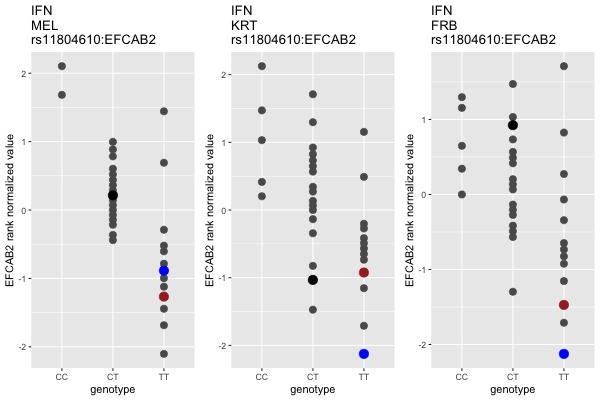 IFN
MEL
rs11804610:EFCAB2
EFCAB2 rank normalized value
2
1
0
-1
-2
CC CT TT
genotype
IFN
KRT
rs11804610:EFCAB2
EFCAB2 rank normalized value
2
1
0
-1
-2
CC CT TT
genotype
IFN
FRB
rs11804610:EFCAB2
EFCAB2 rank normalized value
1
0
-1
-2
CC CT TT
genotype